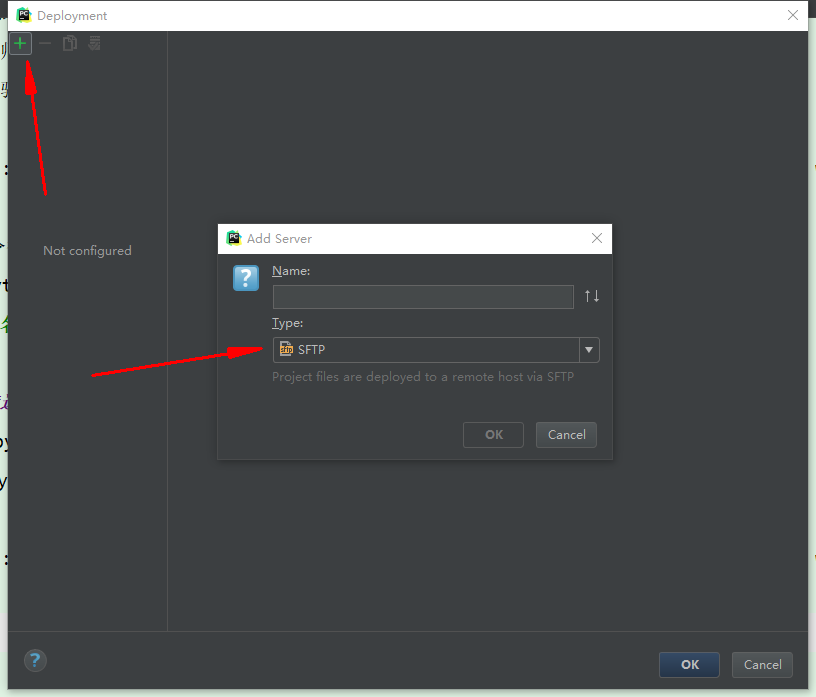 Deployment
Not configured
Add Server
Name:
Type:
SFTP
Project files are deployed to a remote host via SFTP
OK
Cancel
OK
Cancel